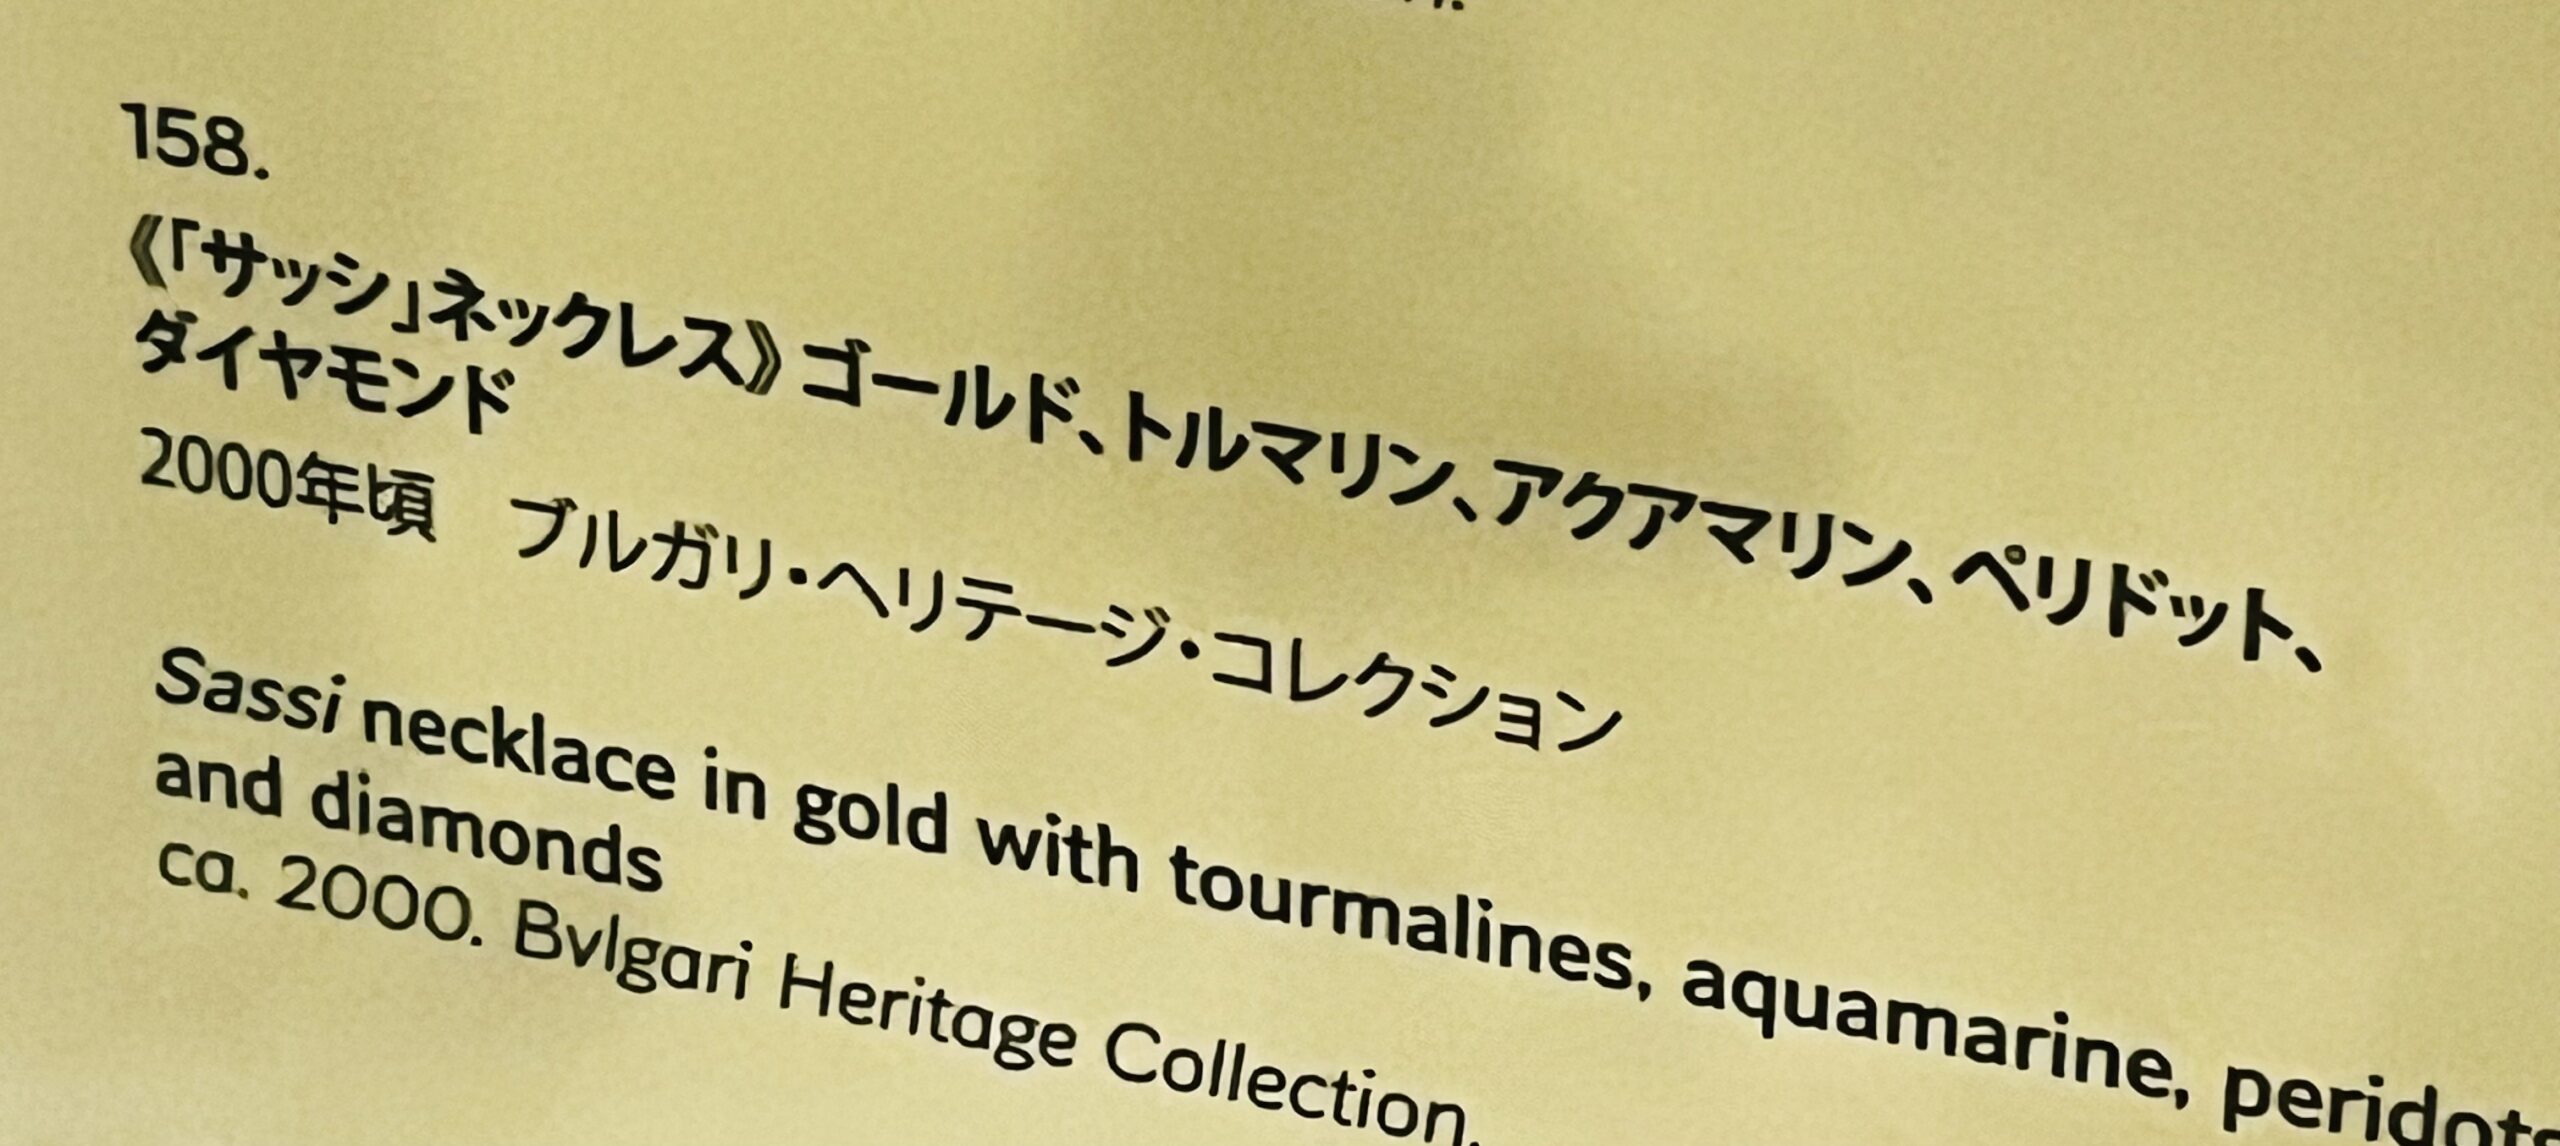 158.
《「サッシ」ネックレス》 ゴールド、トルマリン、アクアマリン、ペリドット、
ダイヤモンド
2000年頃　ブルガリ・ヘリテージ・コレクション
Sassi necklace in gold with tourmalines, aquamarine, peridots
and diamonds
ca. 2000. Bvlgari Heritage Collection.